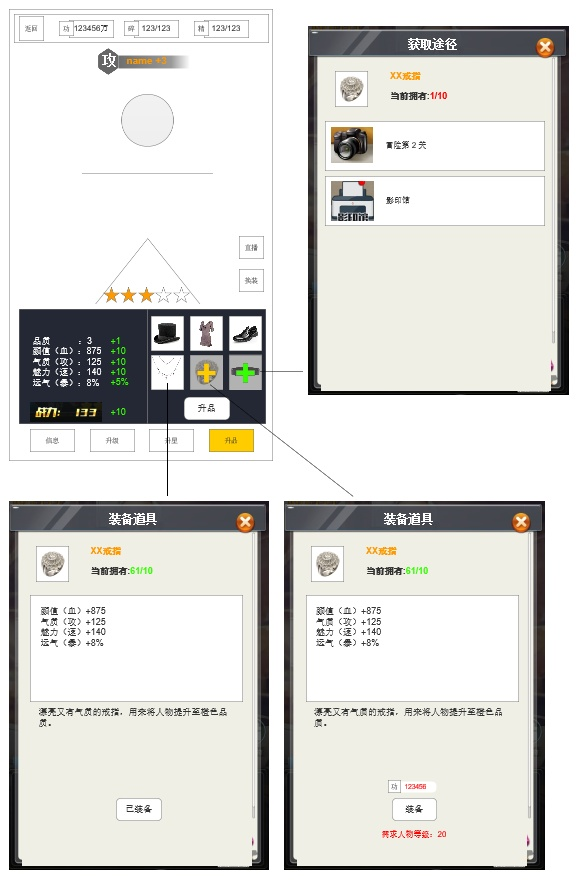 返回 功 123456万 碎 123/123 精 123/123
攻 name +3
直播
换装
品质 ：3 +1
颜值（血）：875 +10
气质（攻）：125 +10
魅力（速）：140 +10
运气（暴）：8% +5%
战力: 133 +10
升品
信息 升级 升星 升品
获取途径
XX戒指
当前拥有:1/10
冒险第 2 关
影印馆
装备道具
XX戒指
当前拥有:61/10
颜值（血）+875
气质（攻）+125
魅力（速）+140
运气（暴）+8%
漂亮又有气质的戒指，用来将人物提升至橙色品
质。
已装备
装备道具
XX戒指
当前拥有:61/10
颜值（血）+875
气质（攻）+125
魅力（速）+140
运气（暴）+8%
漂亮又有气质的戒指，用来将人物提升至橙色品
质。
功 123456
装备
需求人物等级：20